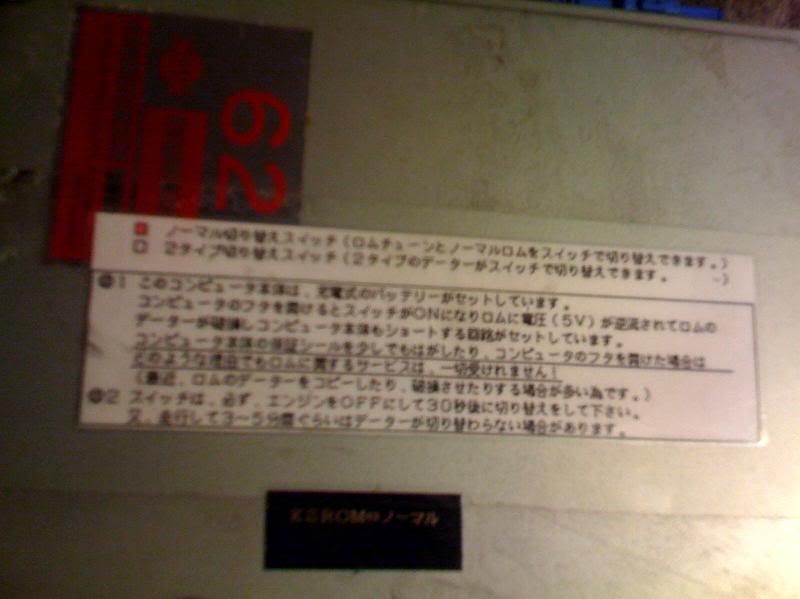 62
ノーマル切り替えスイッチ（ロムチューンとノーマルロムをスイッチで切り替えできます。）
2タイプ切り替えスイッチ（2タイプのデーターがスイッチで切り替えできます。　）
@1 このコンピュータ本体は、充電式のバッテリーがセットしています。
コンピュータのフタを開けるとスイッチがONになりロムに電圧（5V）が逆流されてロムの
データーが破損しコンピュータ本体もショートする回路がセットしています。
コンピュータ本体の保証シールを少しでもはがしたり、コンピュータのフタを開けた場合は
どのような理由でもロムに関するサービスは、一切受けれません！
（最近、ロムのデーターをコピーしたり、破損させたりする場合が多い為です。）
@2 スイッチは、必ず、エンジンをOFFにして30秒後に切り替えをして下さい。
又、走行して3〜5分間ぐらいはデーターが切り替わらない場合があります。
ROM⇔ノーマル